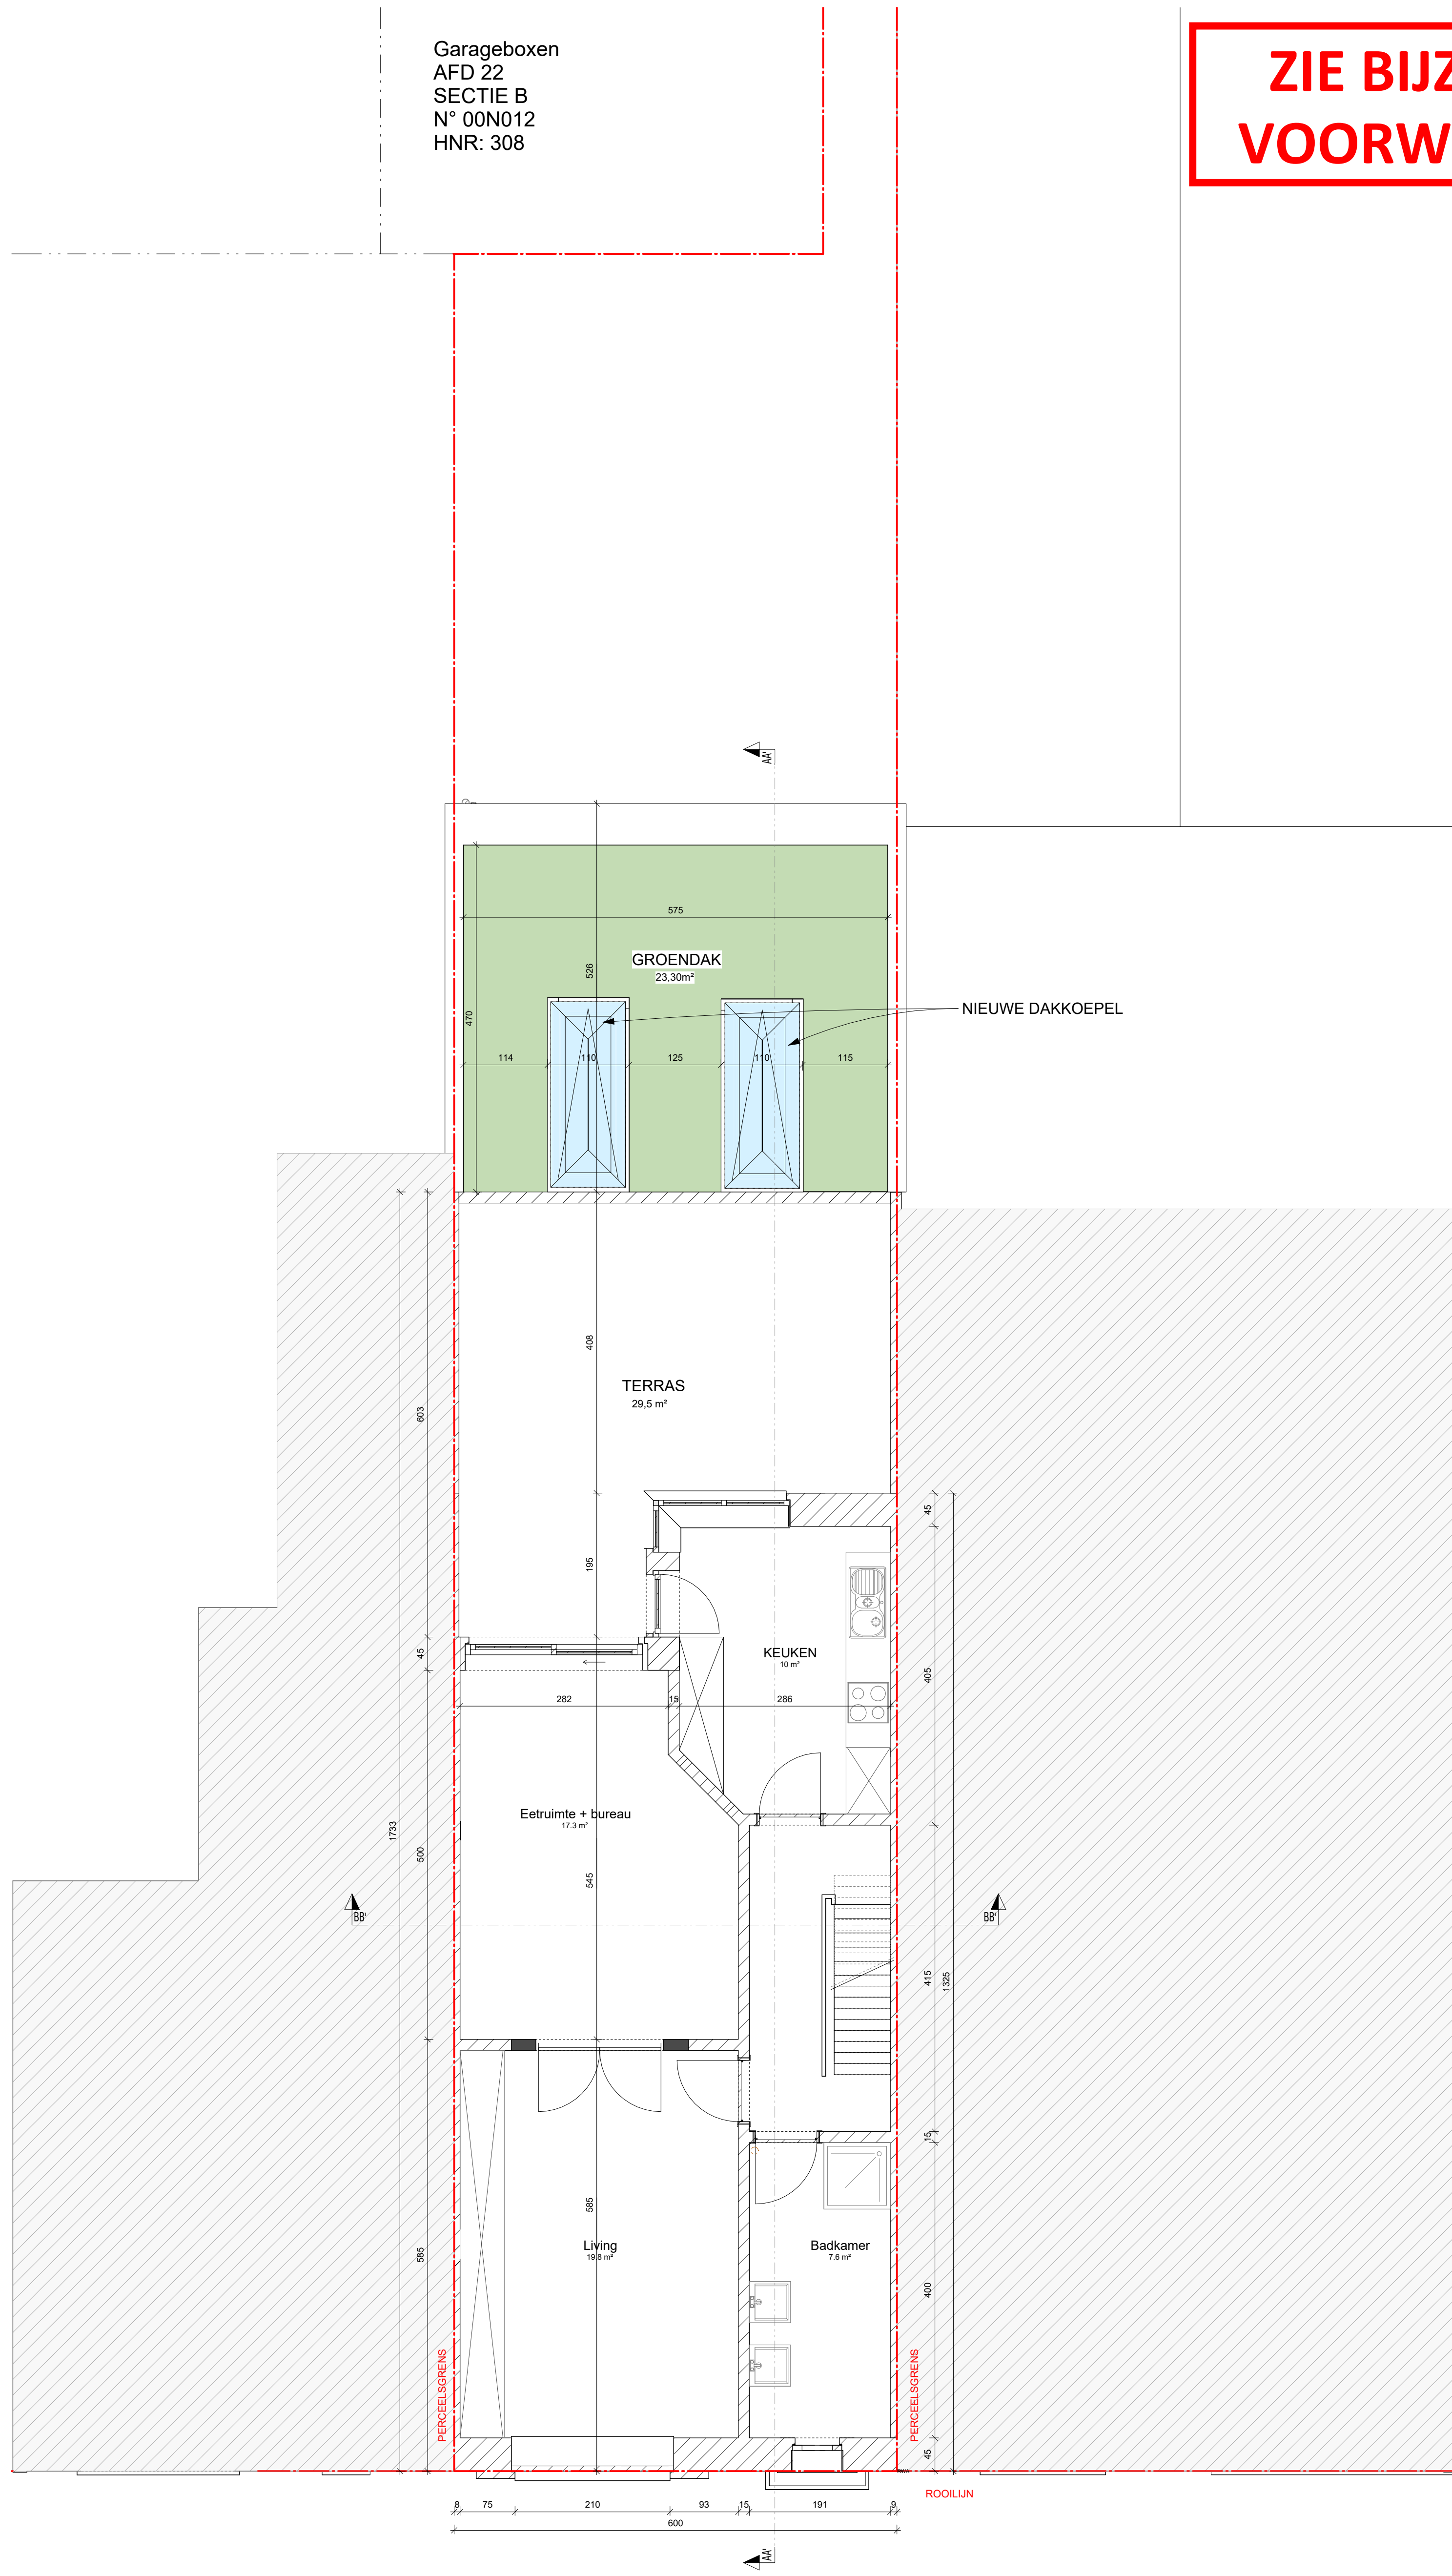 Garageboxen
AFD 22
SECTIE B
N° 00N012
HNR: 308
ZIE BIJZ
VOORW
AA'
575
GROENDAK
23,30m²
526
470
NIEUWE DAKKOEPEL
114
110
125
110
115
408
TERRAS
29,5 m²
603
195
45
45
KEUKEN
10 m²
405
282
15
286
Eetruimte + bureau
17.3 m²
1733
500
545
BB'
BB'
415
1325
15
585
Living
19.8 m²
Badkamer
7.6 m²
585
400
PERCEELSGRENS
PERCEELSGRENS
45
ROOILIJN
8
75
210
93
15
191
9
600
AA'